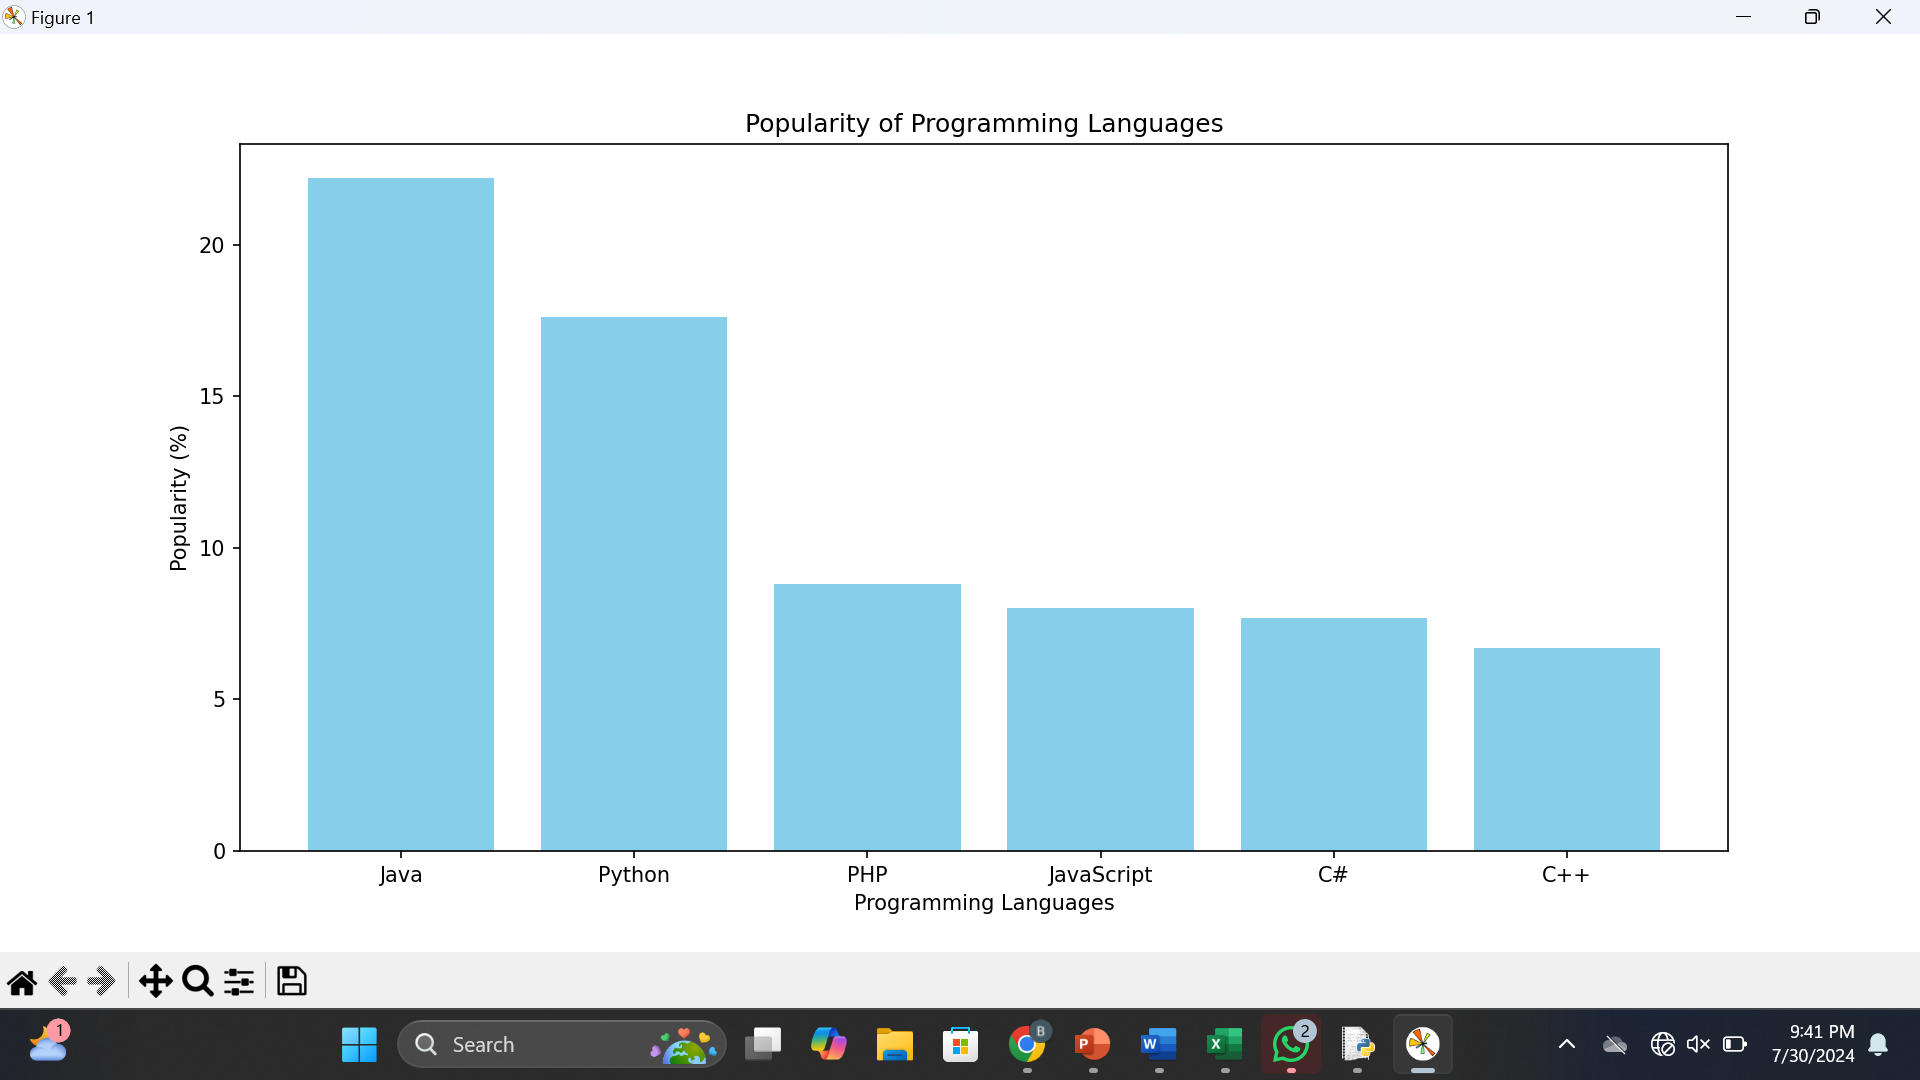 Figure 1
Popularity of Programming Languages
20
15
10
5
0
Popularity (%)
Java Python PHP JavaScript C# C++
Programming Languages
1
Search
B
P
W
X
2
9:41 PM
7/30/2024